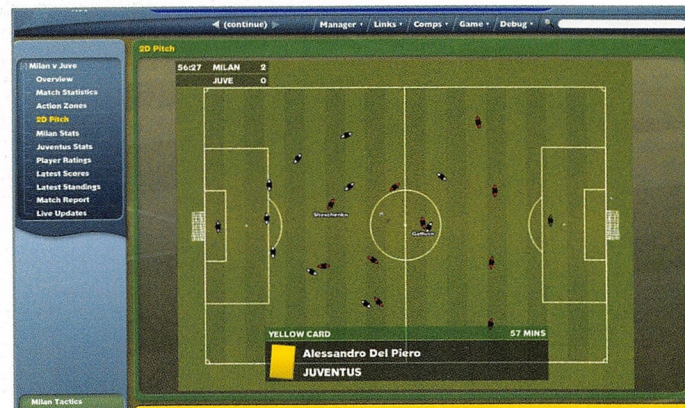 (continue)
Manager
Links
Comps
Game
Debug
2D Pitch
Milan v Juve
Overview
Match Statistics
Action Zones
2D Pitch
Milan Stats
Juventus Stats
Player Ratings
Latest Scores
Latest Standings
Match Report
Live Updates
56:27 MILAN 2
JUVE 0
Shevchenko
Gattuso
YELLOW CARD 57 MINS
Alessandro Del Piero
JUVENTUS
Milan Tactics